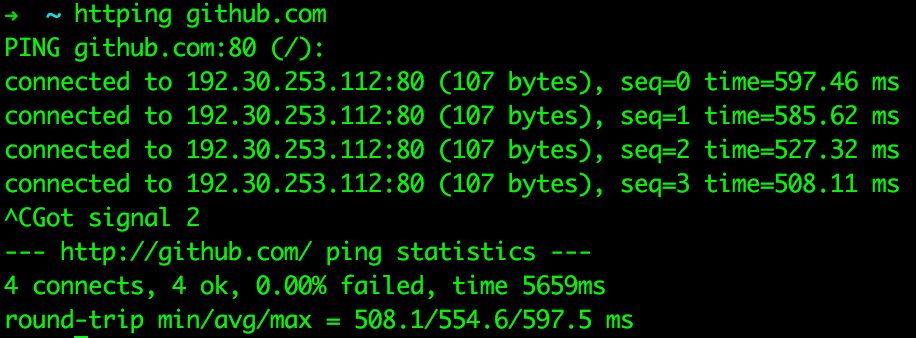 ➜  ~ httping github.com
PING github.com:80 (/):
connected to 192.30.253.112:80 (107 bytes), seq=0 time=597.46 ms
connected to 192.30.253.112:80 (107 bytes), seq=1 time=585.62 ms
connected to 192.30.253.112:80 (107 bytes), seq=2 time=527.32 ms
connected to 192.30.253.112:80 (107 bytes), seq=3 time=508.11 ms
^CGot signal 2
--- http://github.com/ ping statistics ---
4 connects, 4 ok, 0.00% failed, time 5659ms
round-trip min/avg/max = 508.1/554.6/597.5 ms